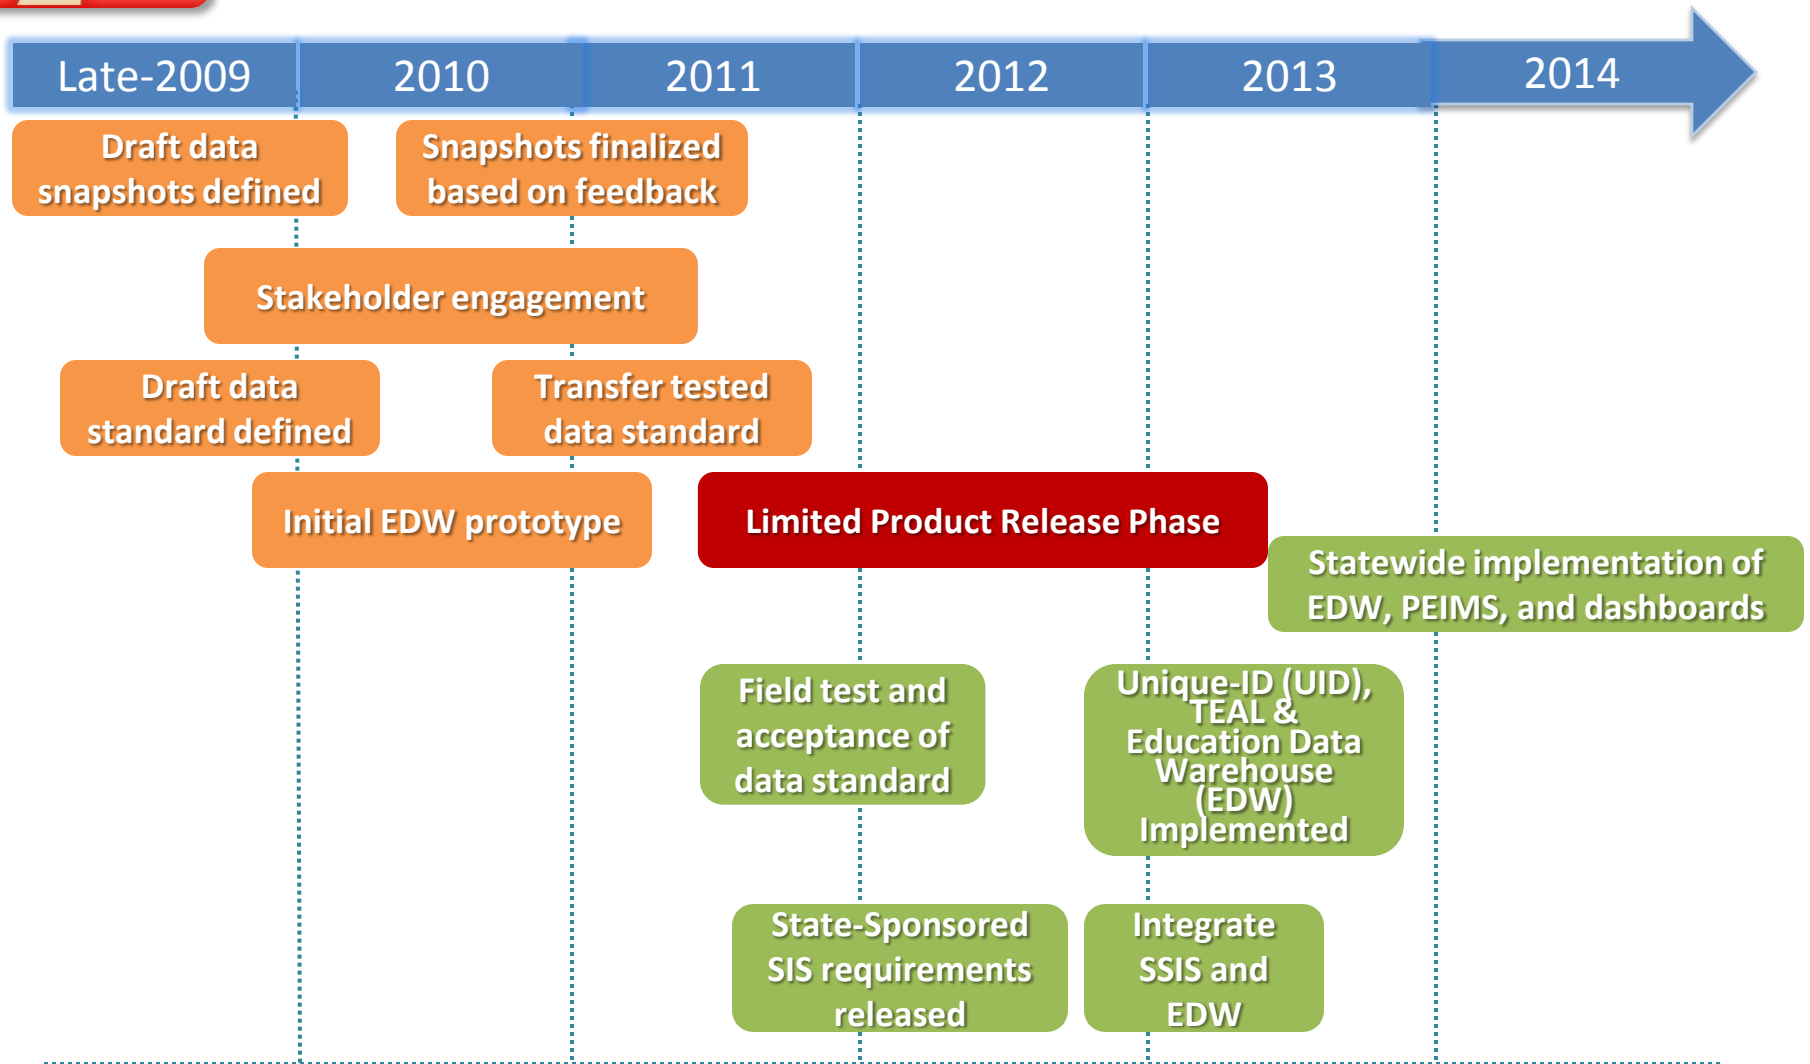 Late-2009
2010
2011
2012
2013
2014
Draft data
snapshots defined
Snapshots finalized
based on feedback
Stakeholder engagement
Draft data
standard defined
Transfer tested
data standard
Initial EDW prototype
Limited Product Release Phase
Statewide implementation of
EDW, PEIMS, and dashboards
Field test and
acceptance of
data standard
Unique-ID (UID),
TEAL &
Education Data
Warehouse
(EDW)
Implemented
State-Sponsored
SIS requirements
released
Integrate
SSIS and
EDW